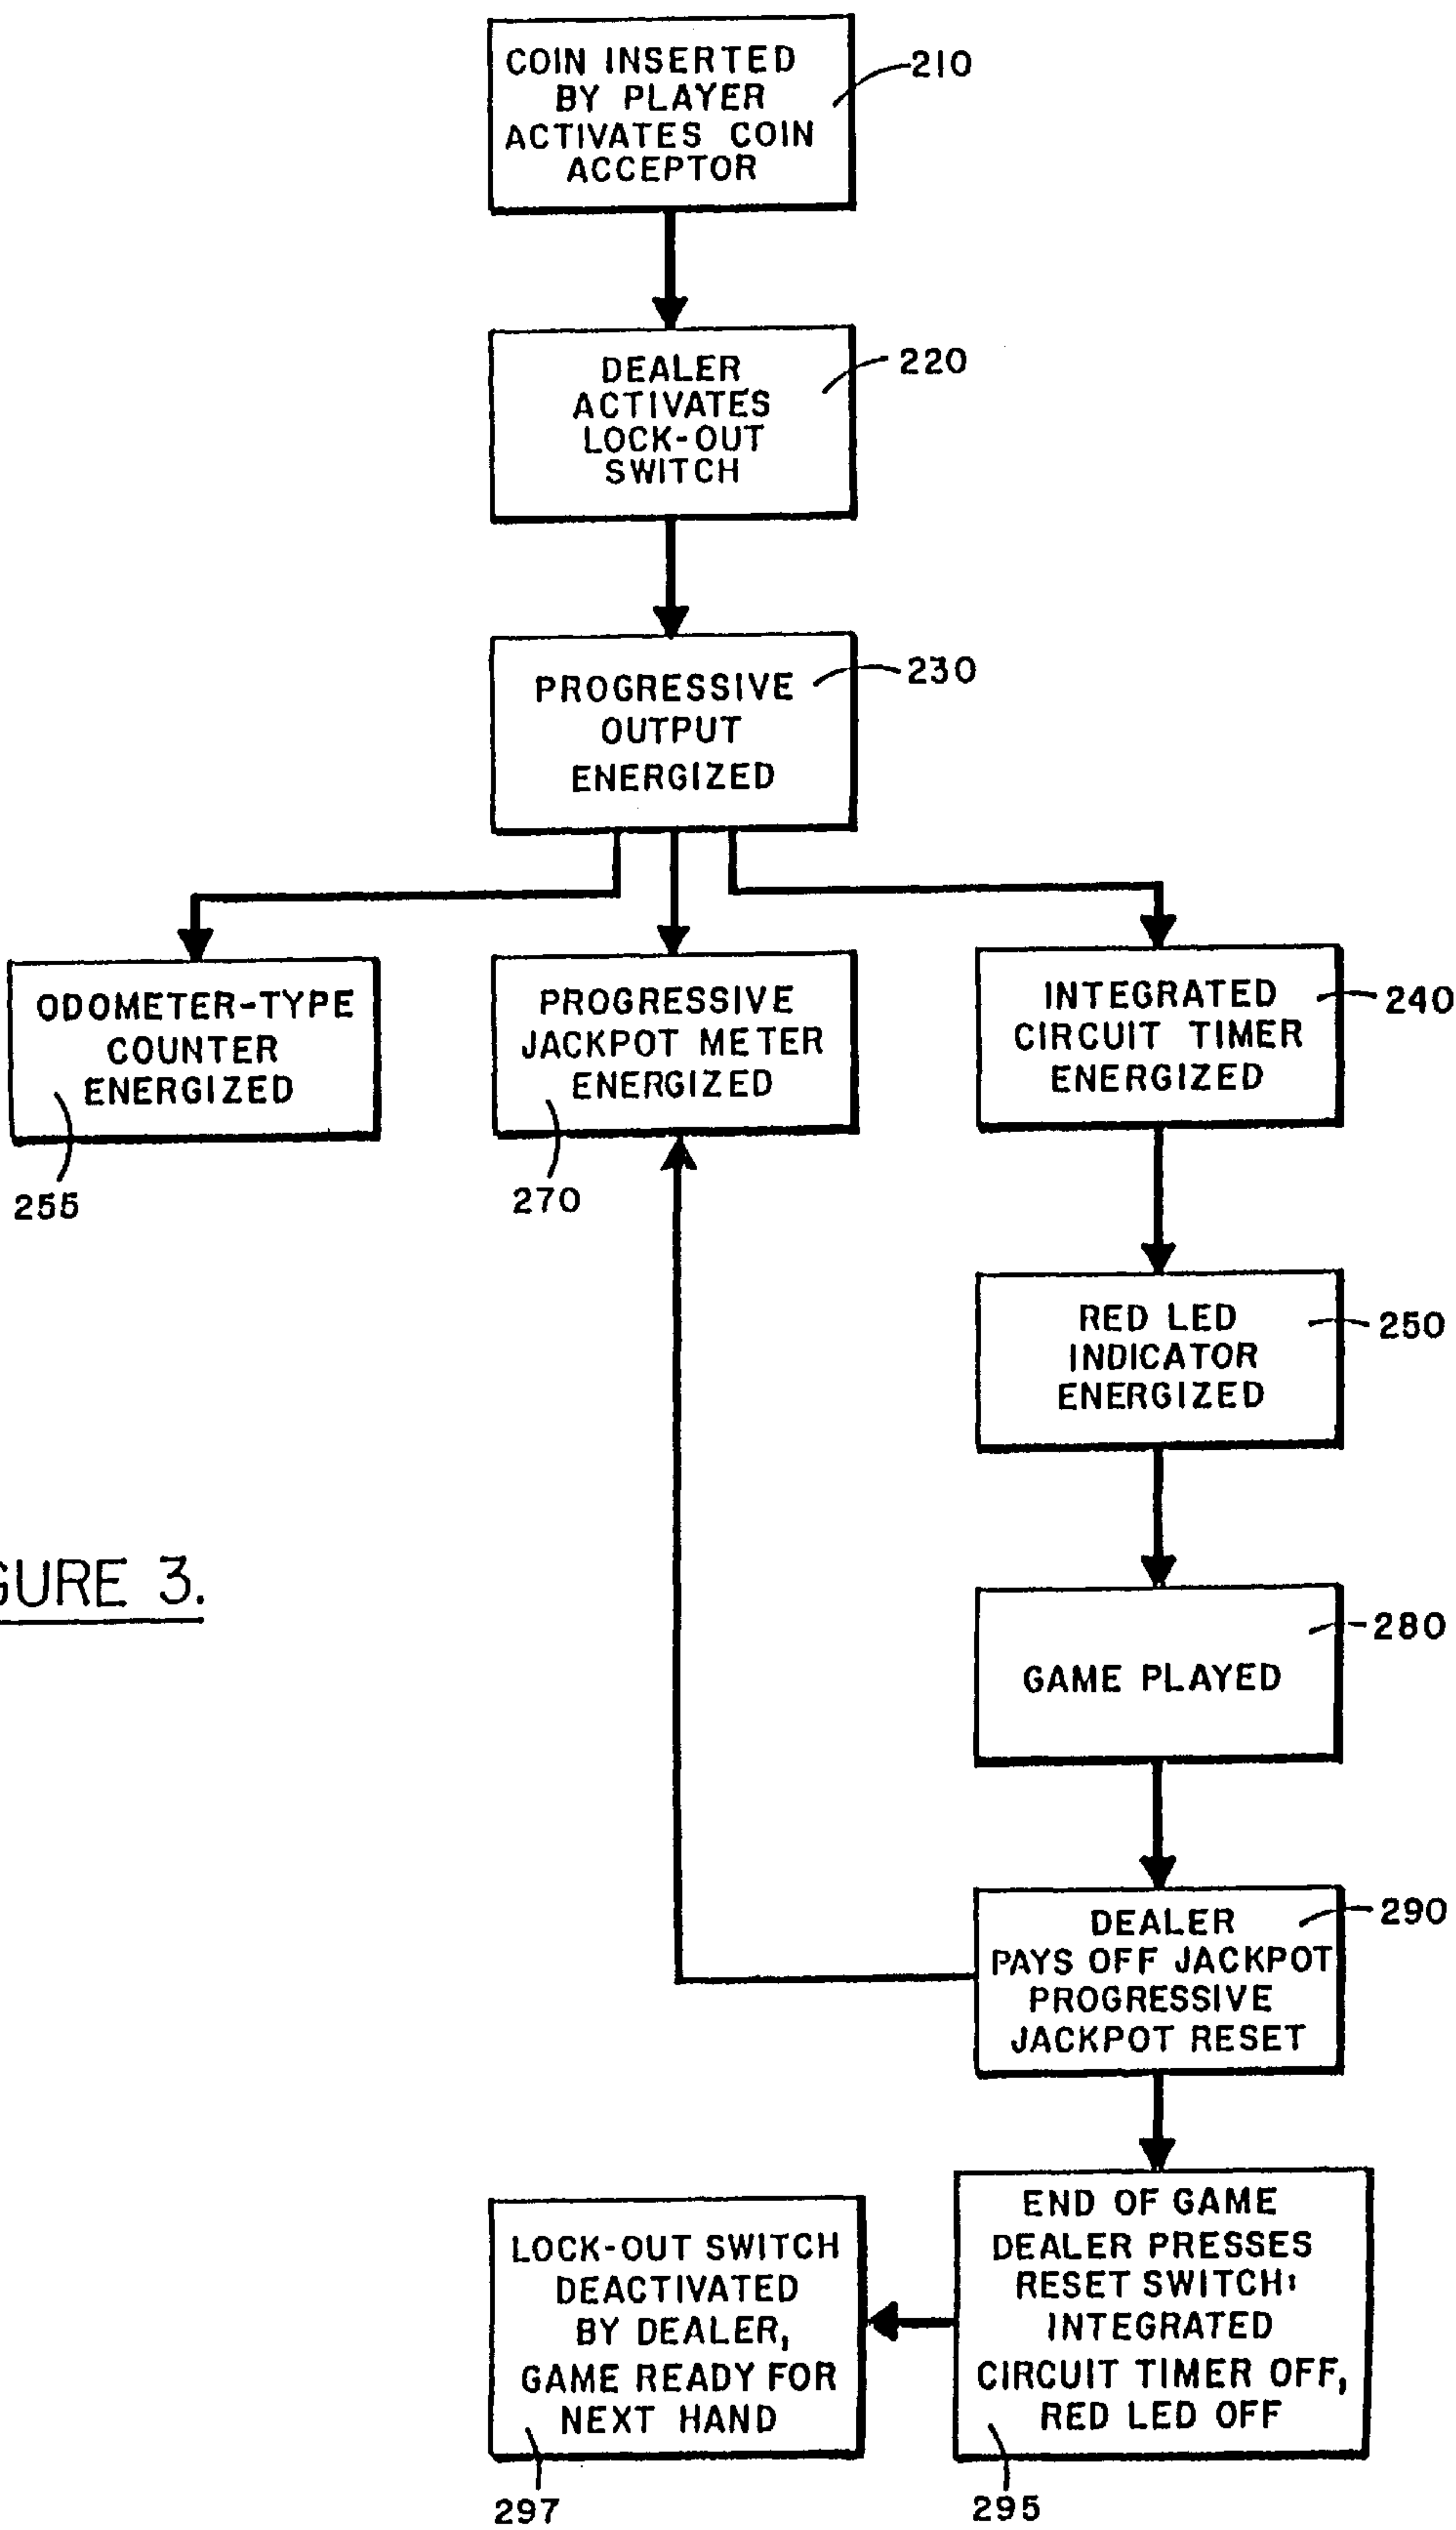 COIN INSERTED
BY PLAYER
ACTIVATES COIN
ACCEPTOR
210
DEALER
ACTIVATES
LOCK-OUT
SWITCH
220
PROGRESSIVE
OUTPUT
ENERGIZED
230
ODOMETER-TYPE
COUNTER
ENERGIZED
255
PROGRESSIVE
JACKPOT METER
ENERGIZED
270
INTEGRATED
CIRCUIT TIMER
ENERGIZED
240
RED LED
INDICATOR
ENERGIZED
250
GURE 3.
GAME PLAYED
280
DEALER
PAYS OFF JACKPOT
PROGRESSIVE
JACKPOT RESET
290
END OF GAME
DEALER PRESSES
RESET SWITCH:
INTEGRATED
CIRCUIT TIMER OFF,
RED LED OFF
295
LOCK-OUT SWITCH
DEACTIVATED
BY DEALER,
GAME READY FOR
NEXT HAND
297